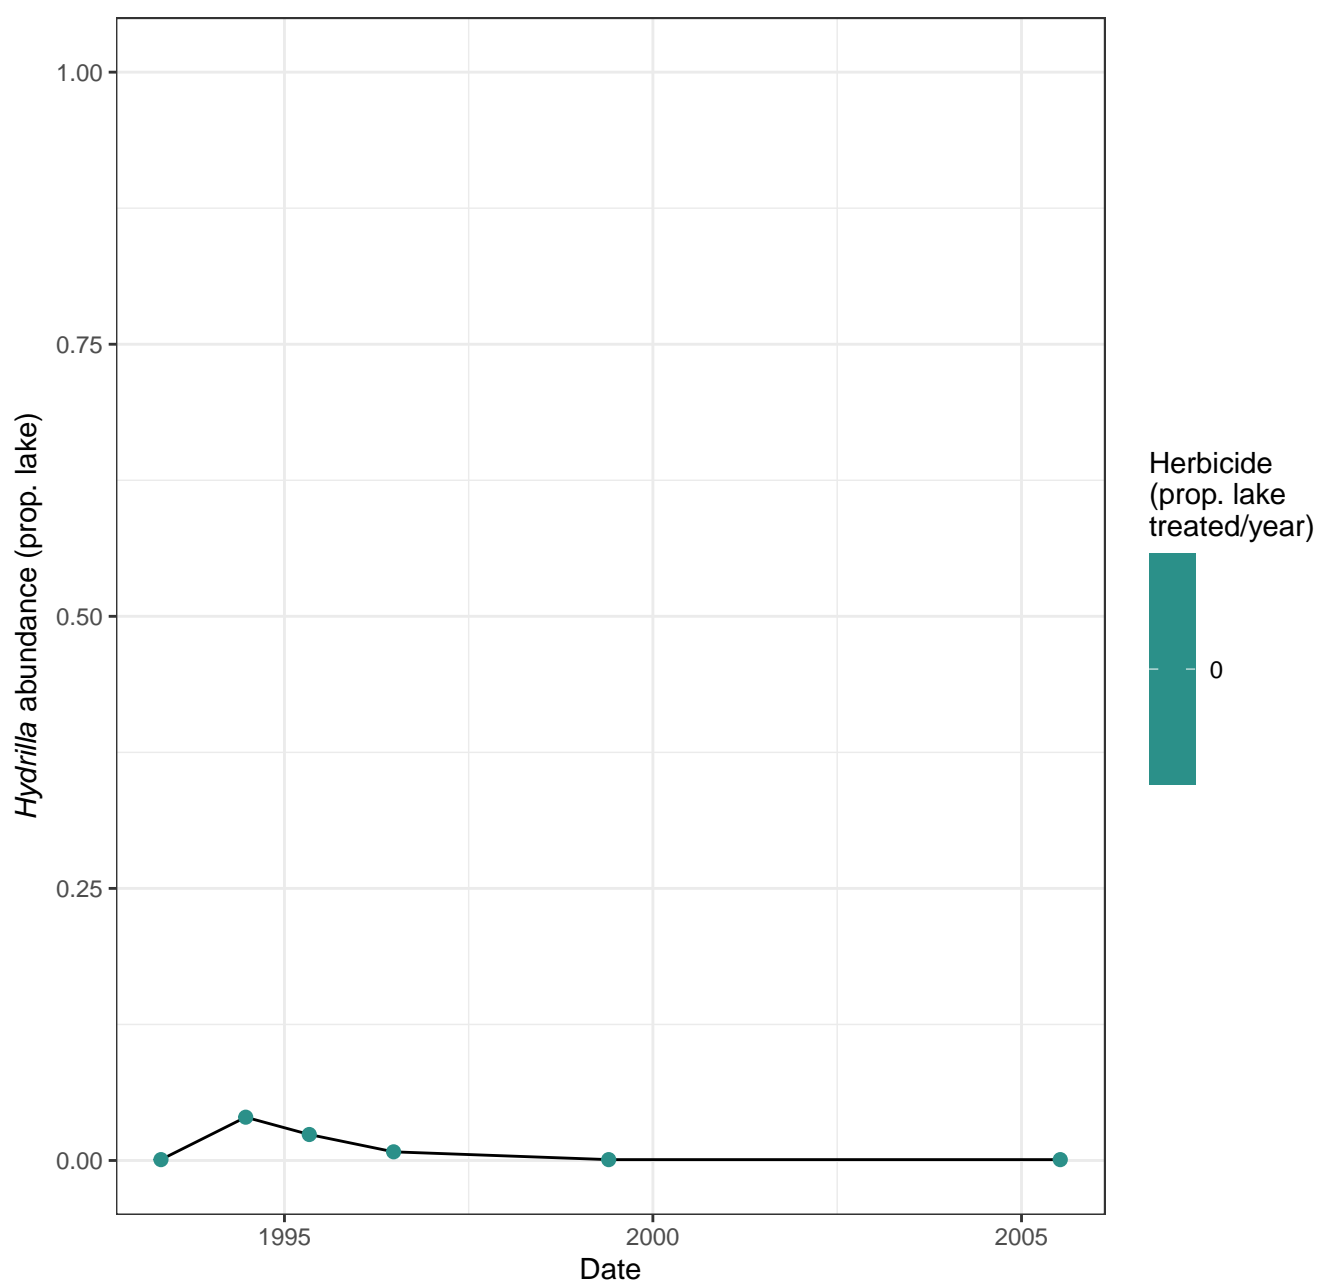 1.00
0.75
0.50
0.25
0.00
Hydrilla abundance (prop. lake)
1995
2000
2005
Date
Herbicide
(prop. lake
treated/year)
0